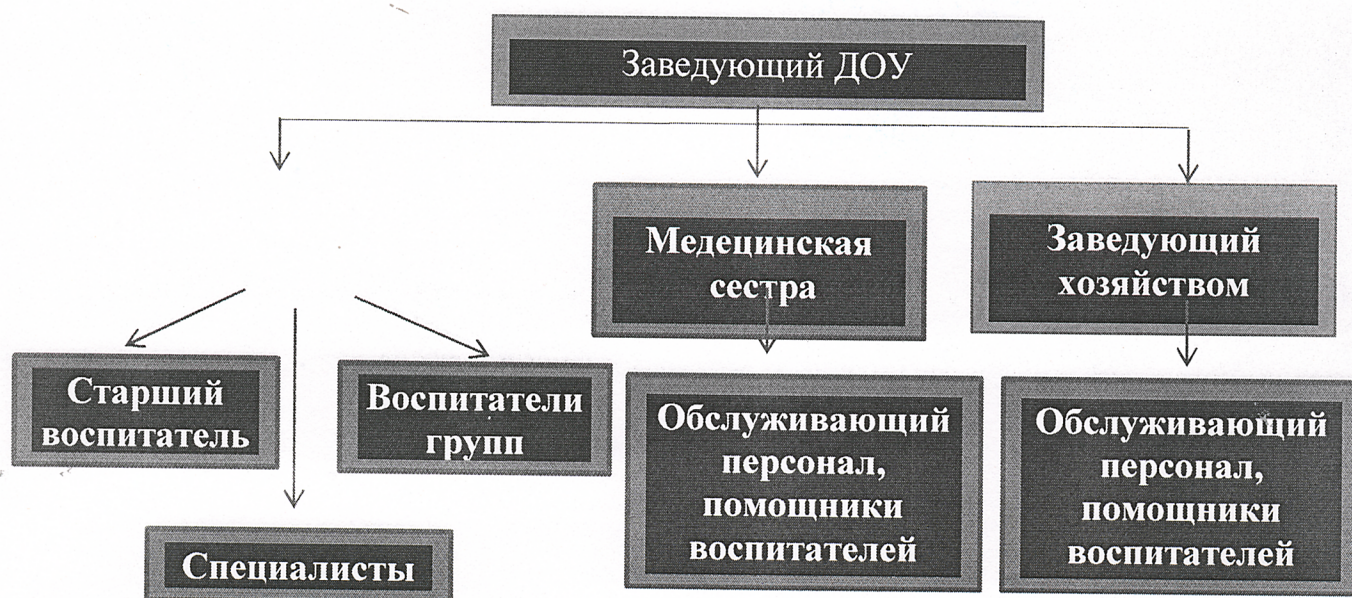 Заведующий ДОУ
Медецинская
сестра
Заведующий
хозяйством
Старший
воспитатель
Воспитатели
групп
Обслуживающий
персонал,
помощники
воспитателей
Обслуживающий
персонал,
помощники
воспитателей
Специалисты